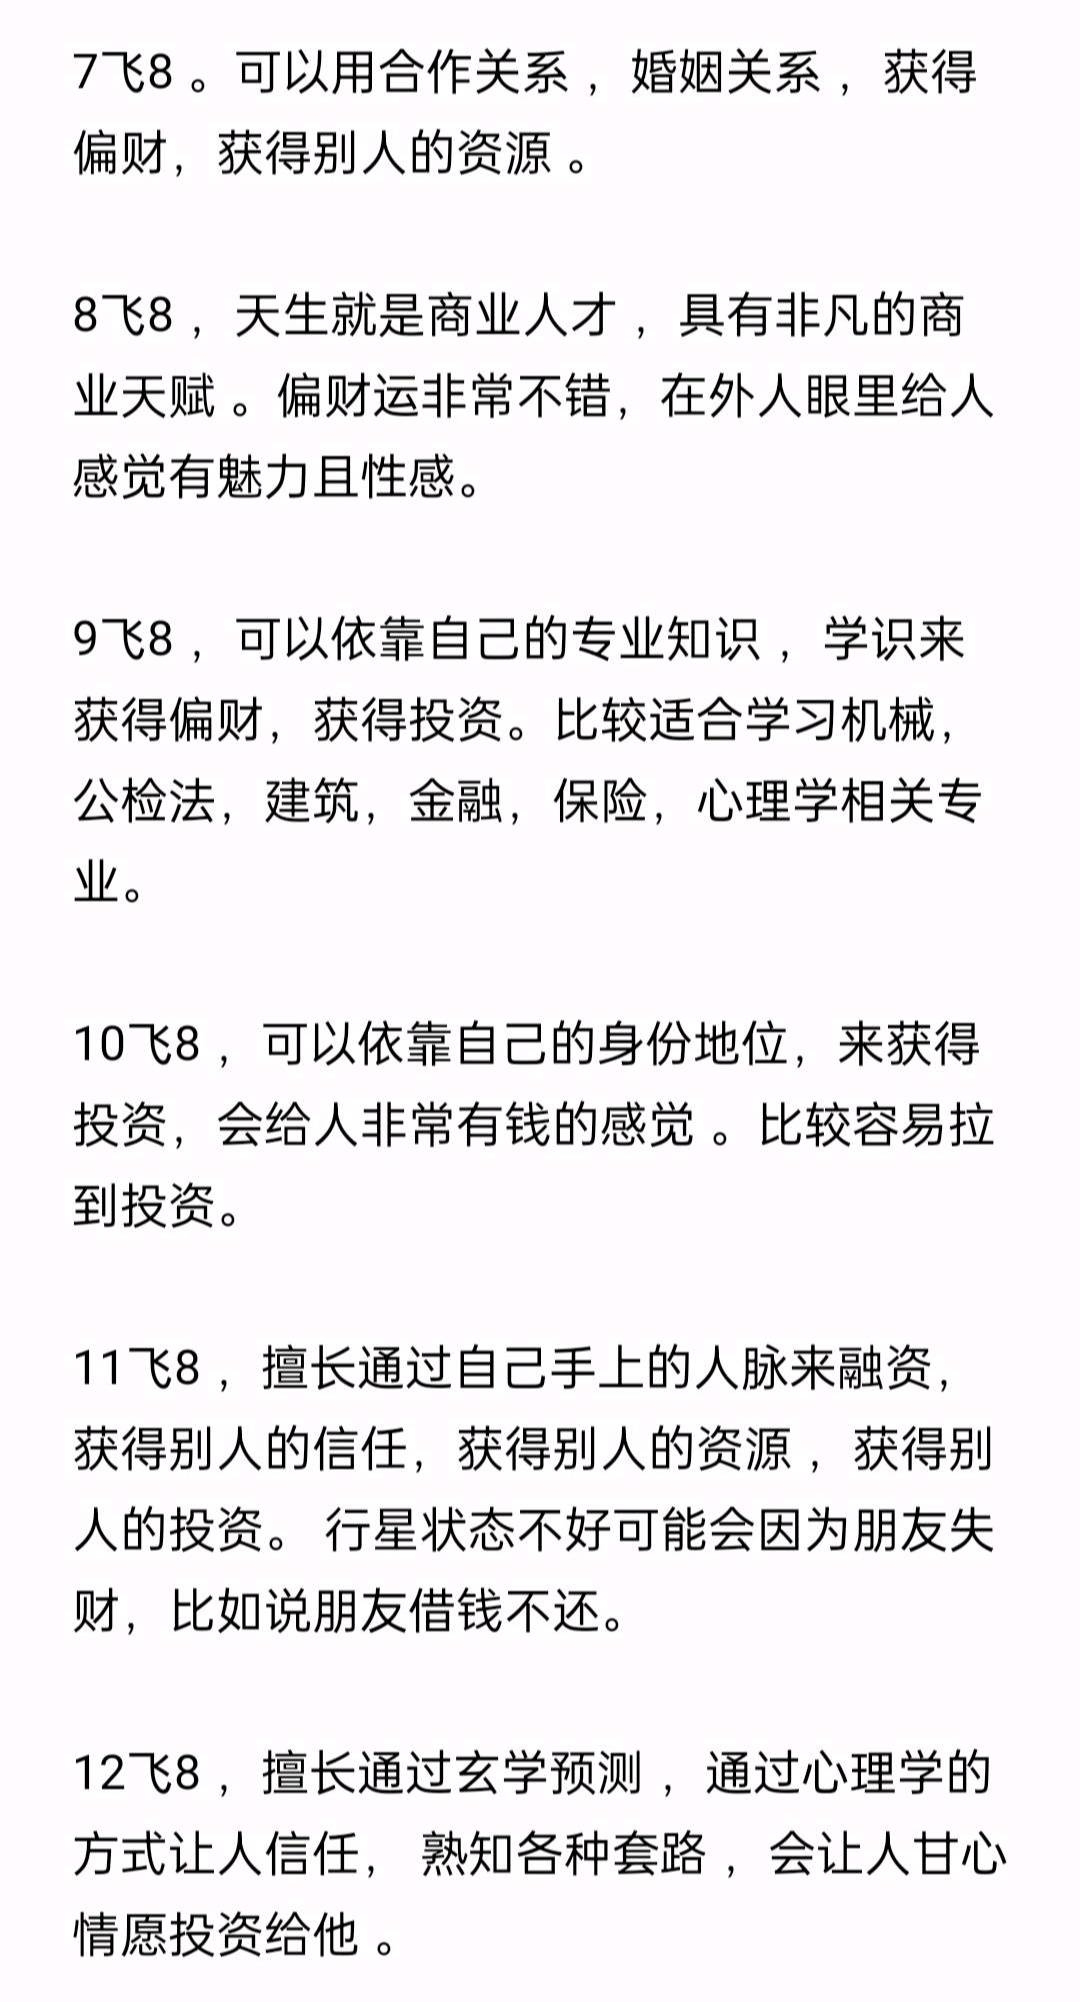 7飞8 。可以用合作关系 ，婚姻关系 ，获得
偏财，获得别人的资源 。
8飞8 ，天生就是商业人才 ，具有非凡的商
业天赋 。偏财运非常不错，在外人眼里给人
感觉有魅力且性感。
9飞8 ，可以依靠自己的专业知识 ，学识来
获得偏财，获得投资。比较适合学习机械，
公检法，建筑，金融，保险，心理学相关专
业。
10飞8 ，可以依靠自己的身份地位，来获得
投资，会给人非常有钱的感觉 。比较容易拉
到投资。
11飞8 ，擅长通过自己手上的人脉来融资，
获得别人的信任，获得别人的资源 ，获得别
人的投资。 行星状态不好可能会因为朋友失
财，比如说朋友借钱不还。
12飞8 ，擅长通过玄学预测 ，通过心理学的
方式让人信任， 熟知各种套路 ，会让人甘心
情愿投资给他 。